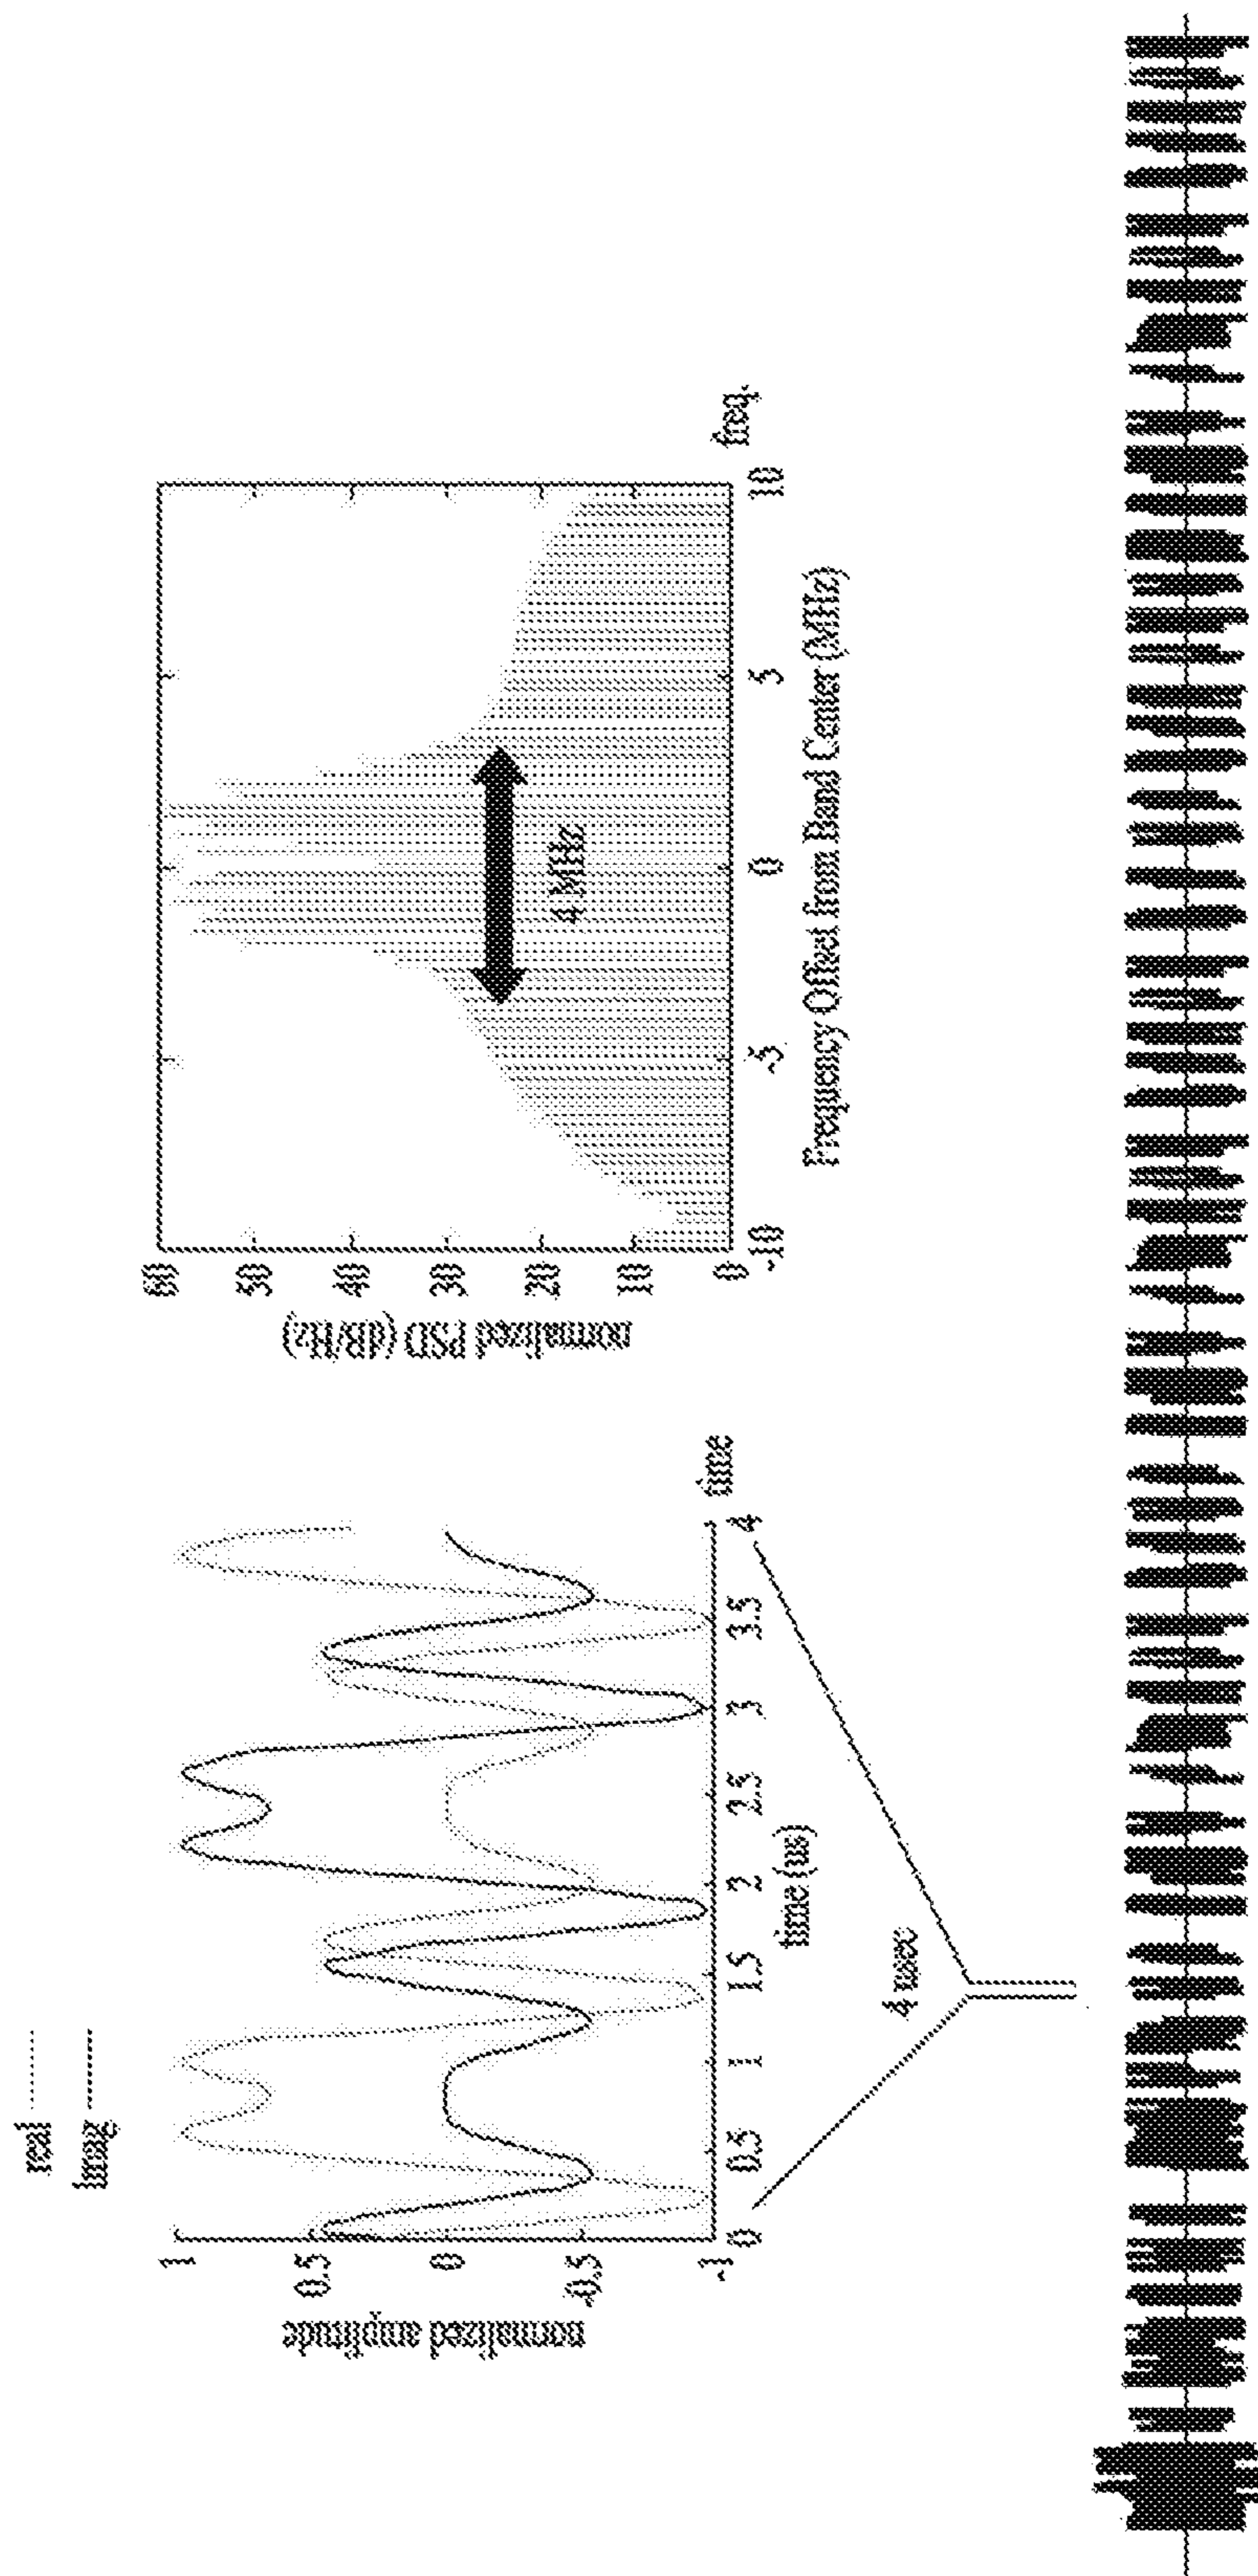 real
imag
normalized amplitude
1
0.5
0
-0.5
-1
0
0.5
1
1.5
2
2.5
3
3.5
4
time
time (us)
4 usec
normalized PSD (dB/Hz)
60
50
40
30
20
10
0
-10
-5
0
5
10
freq.
4 MHz
Frequency Offset from Band Center (MHz)